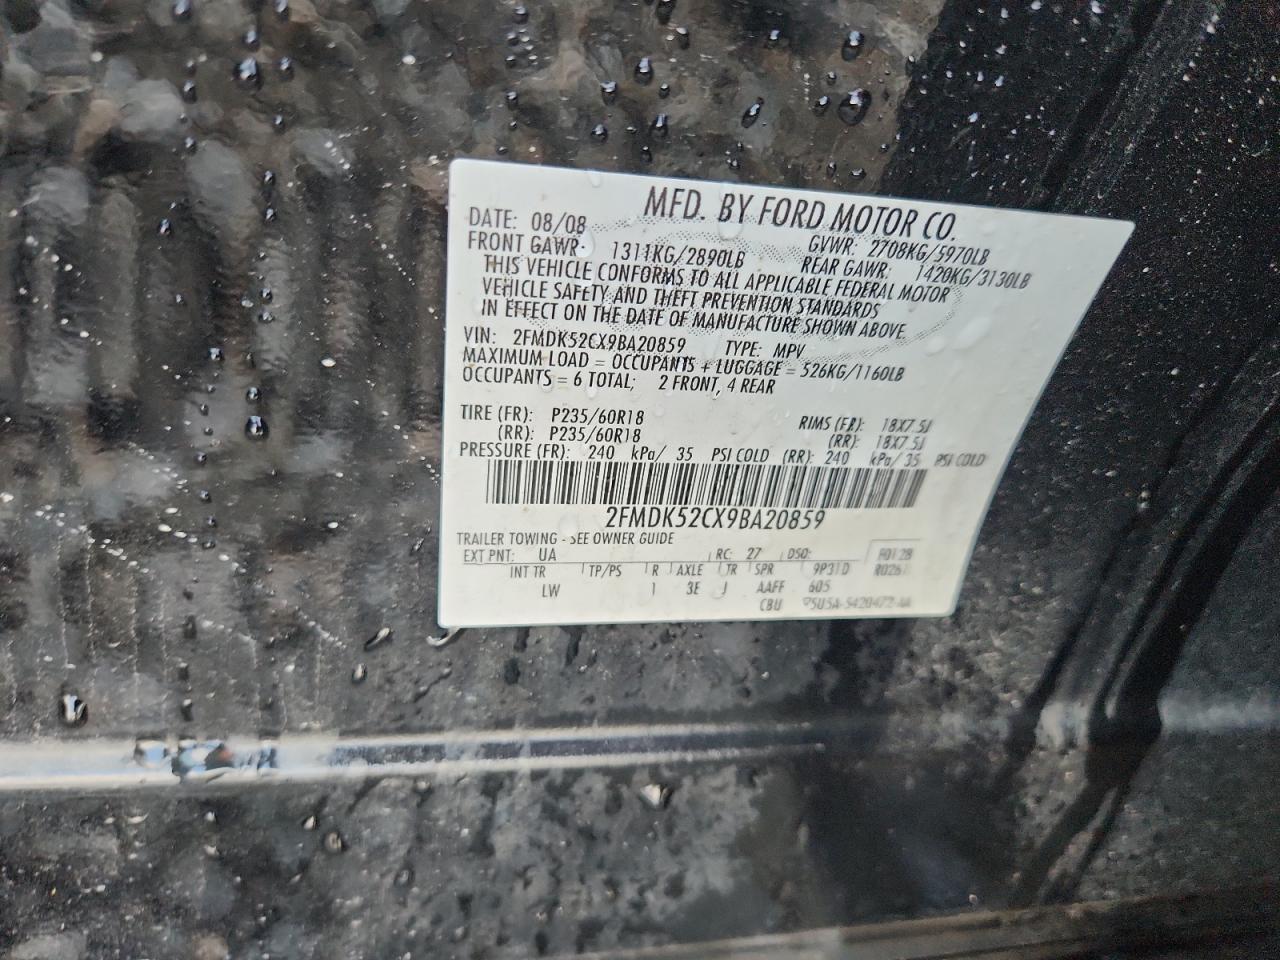 MFD. BY FORD MOTOR CO.
DATE: 08/08 GVWR: 2708KG/5970LB
FRONT GAWR: 1311KG/2890LB REAR GAWR: 1420KG/3130LB
THIS VEHICLE CONFORMS TO ALL APPLICABLE FEDERAL MOTOR
VEHICLE SAFETY AND THEFT PREVENTION STANDARDS
IN EFFECT ON THE DATE OF MANUFACTURE SHOWN ABOVE.
VIN: 2FMDK52CX9BA20859 TYPE: MPV
MAXIMUM LOAD = OCCUPANTS + LUGGAGE = 526KG/1160LB
OCCUPANTS = 6 TOTAL; 2 FRONT, 4 REAR
TIRE (FR): P235/60R18 RIMS (FR): 18X7.5J
(RR): P235/60R18 (RR): 18X7.5J
PRESSURE (FR): 240 kPa/ 35 PSI COLD (RR): 240 kPa/ 35 PSI COLD
2FMDK52CX9BA20859
TRAILER TOWING - SEE OWNER GUIDE
EXT PNT: UA RC: 27 DSO: F0128
INT TR TP/PS R AXLE TR SPR 9P31D
LW 1 3E J AAFF 605
CBU